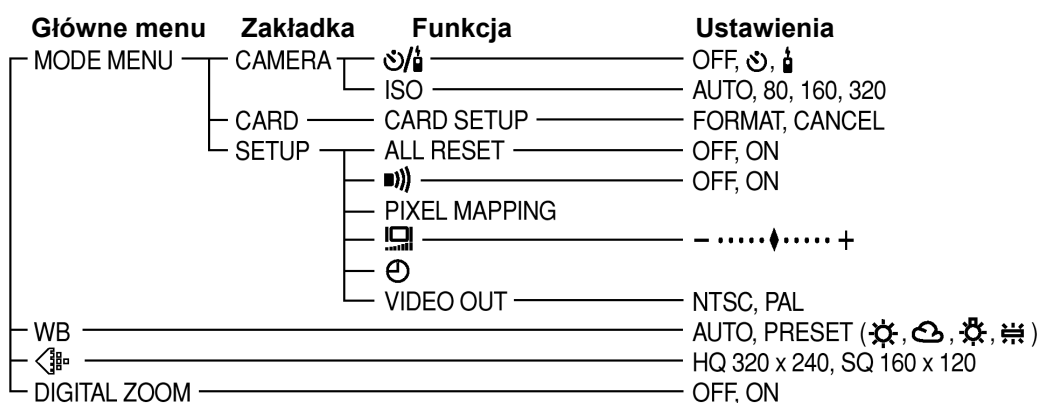 Główne menu Zakładka Funkcja Ustawienia
MODE MENU CAMERA / OFF, ,
ISO AUTO, 80, 160, 320
CARD CARD SETUP FORMAT, CANCEL
SETUP ALL RESET OFF, ON
OFF, ON
PIXEL MAPPING
– +
VIDEO OUT NTSC, PAL
WB AUTO, PRESET ( , , , )
HQ 320 x 240, SQ 160 x 120
DIGITAL ZOOM OFF, ON